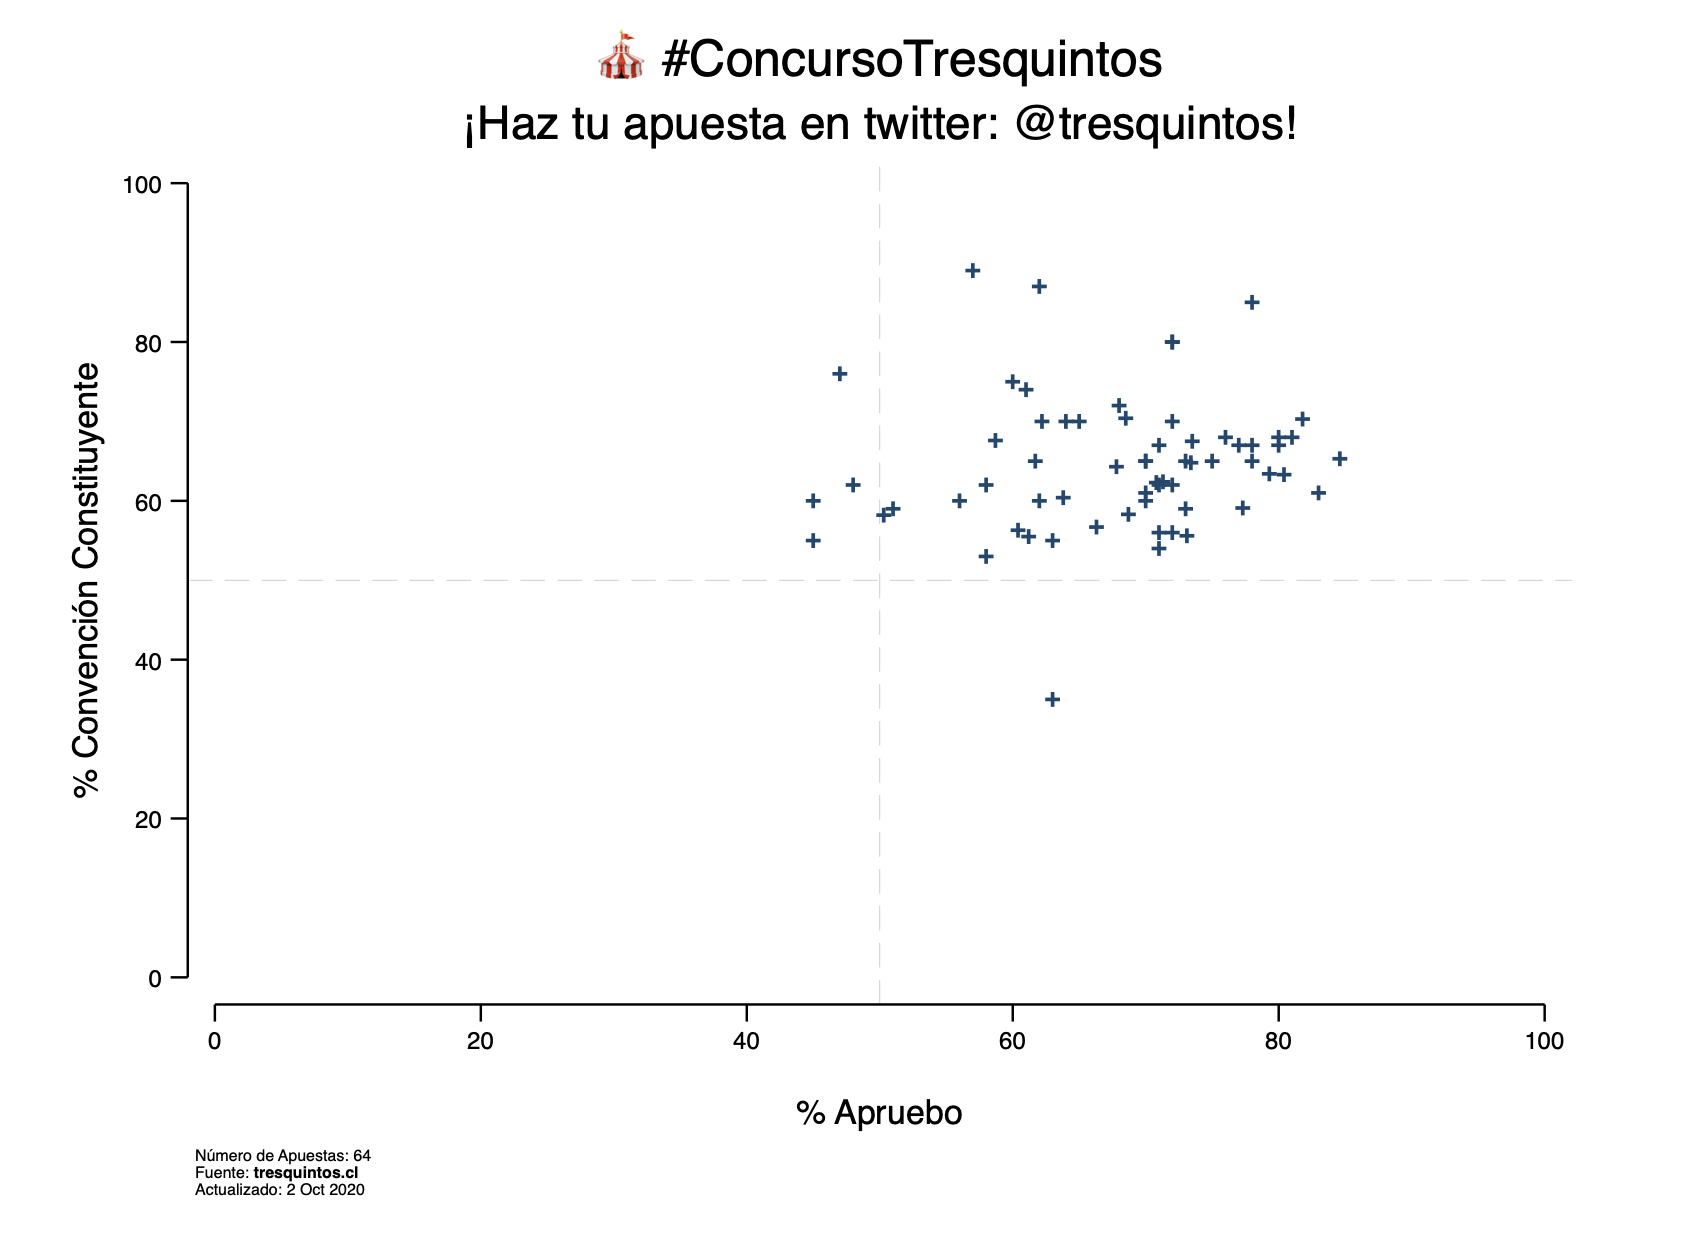 🎪 #ConcursoTresquintos
¡Haz tu apuesta en twitter: @tresquintos!
% Convención Constituyente
100
80
60
40
20
0
0 20 40 60 80 100
% Apruebo
Número de Apuestas: 64
Fuente: tresquintos.cl
Actualizado: 2 Oct 2020